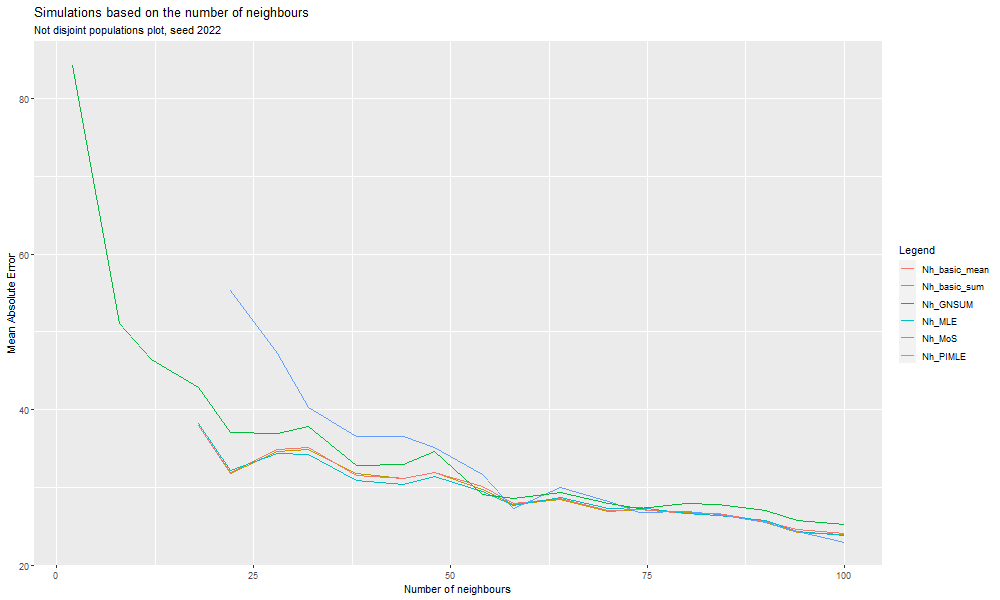 Simulations based on the number of neighbours
Not disjoint populations plot, seed 2022
Mean Absolute Error
80
60
40
20
0
25
50
75
100
Number of neighbours
Legend
Nh_basic_mean
Nh_basic_sum
Nh_GNSUM
Nh_MLE
Nh_MoS
Nh_PIMLE